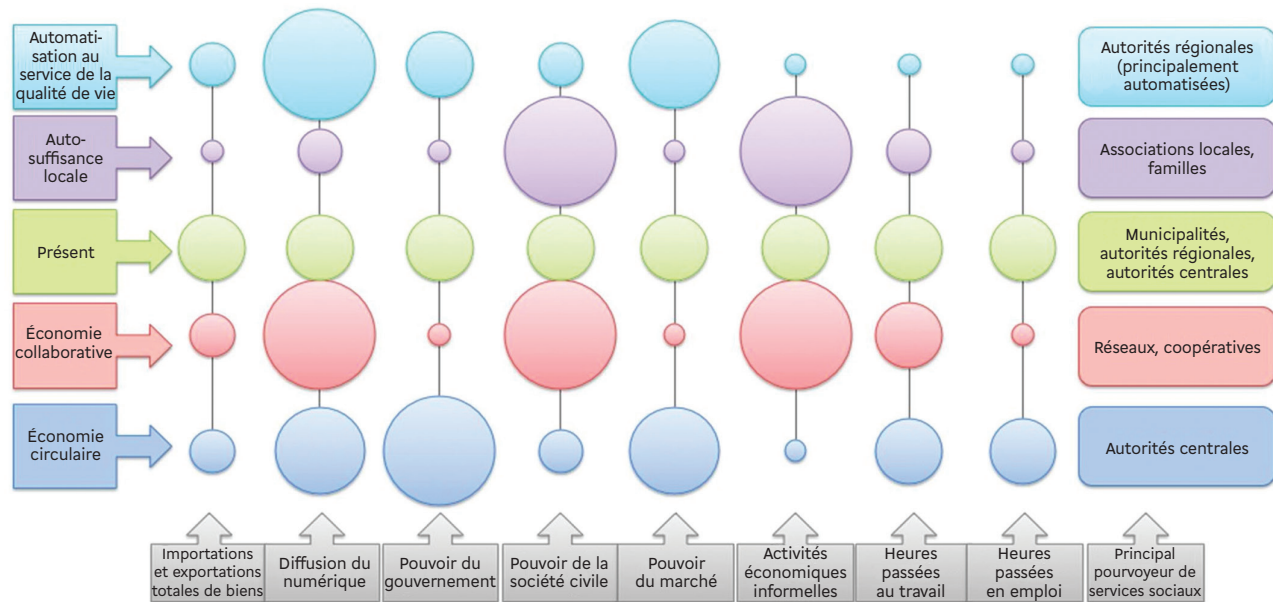 Automati-
sation au
service de la
qualité de vie
Autorités régionales
(principalement
automatisées)
Auto-
suffisance
locale
Associations locales,
familles
Présent
Municipalités,
autorités régionales,
autorités centrales
Économie
collaborative
Réseaux, coopératives
Économie
circulaire
Autorités centrales
Importations
et exportations
totales de biens
Diffusion du
numérique
Pouvoir du
gouvernement
Pouvoir de la
société civile
Pouvoir
du marché
Activités
économiques
informelles
Heures
passées
au travail
Heures
passées
en emploi
Principal
pourvoyeur de
services sociaux